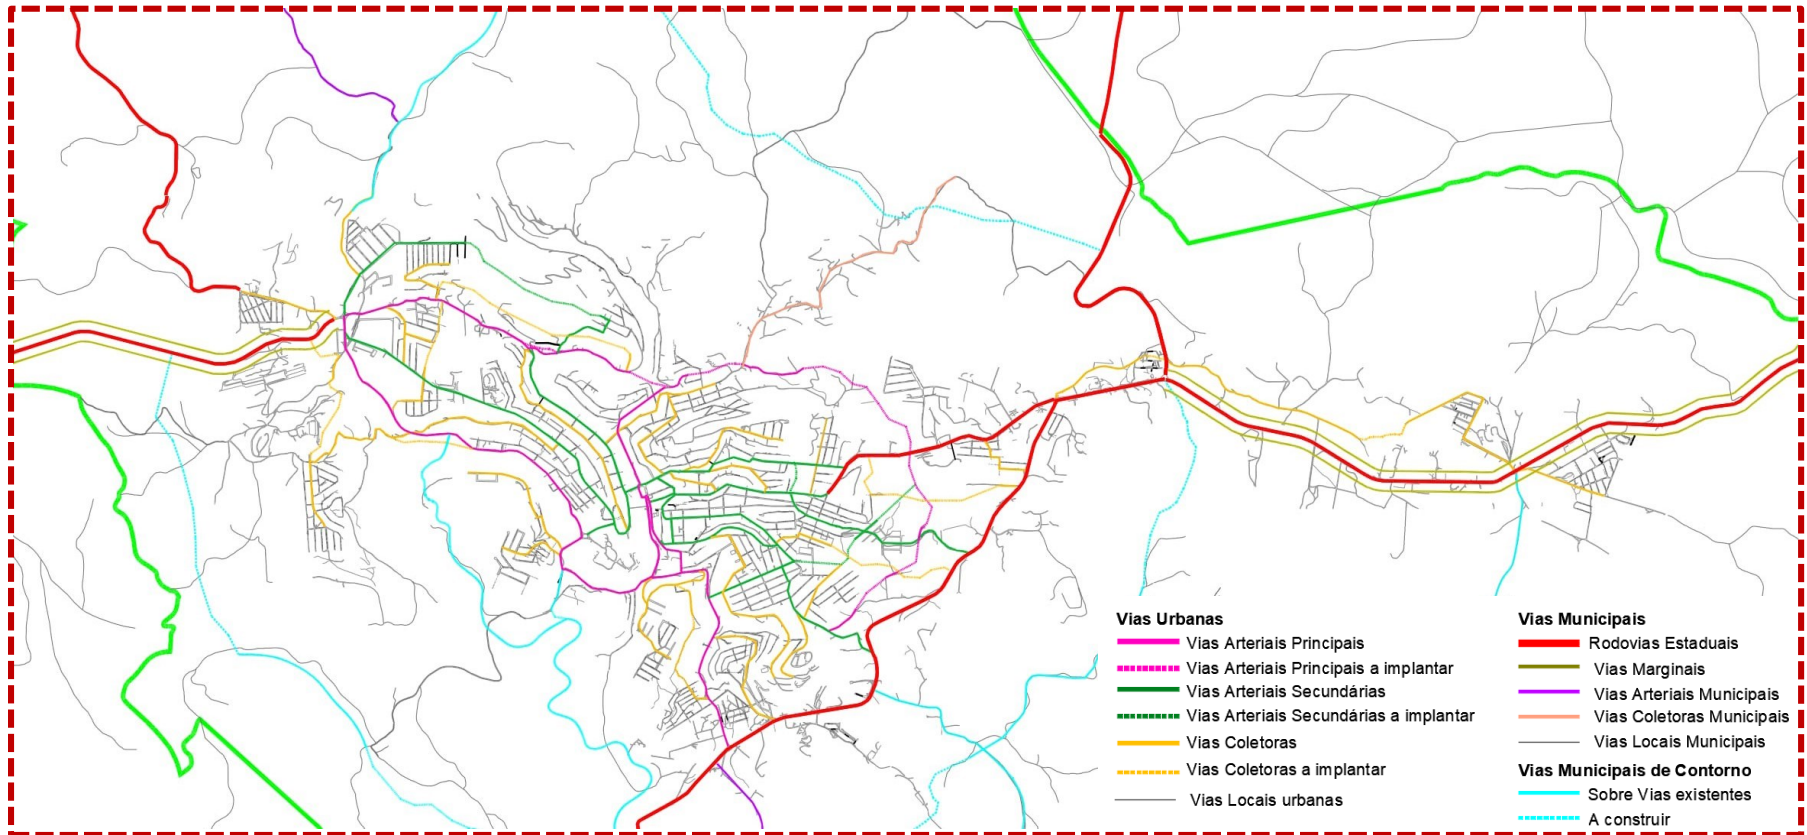 Vias Urbanas
Vias Arteriais Principais
Vias Arteriais Principais a implantar
Vias Arteriais Secundárias
Vias Arteriais Secundárias a implantar
Vias Coletoras
Vias Coletoras a implantar
Vias Locais urbanas
Vias Municipais
Rodovias Estaduais
Vias Marginais
Vias Arteriais Municipais
Vias Coletoras Municipais
Vias Locais Municipais
Vias Municipais de Contorno
Sobre Vias existentes
A construir